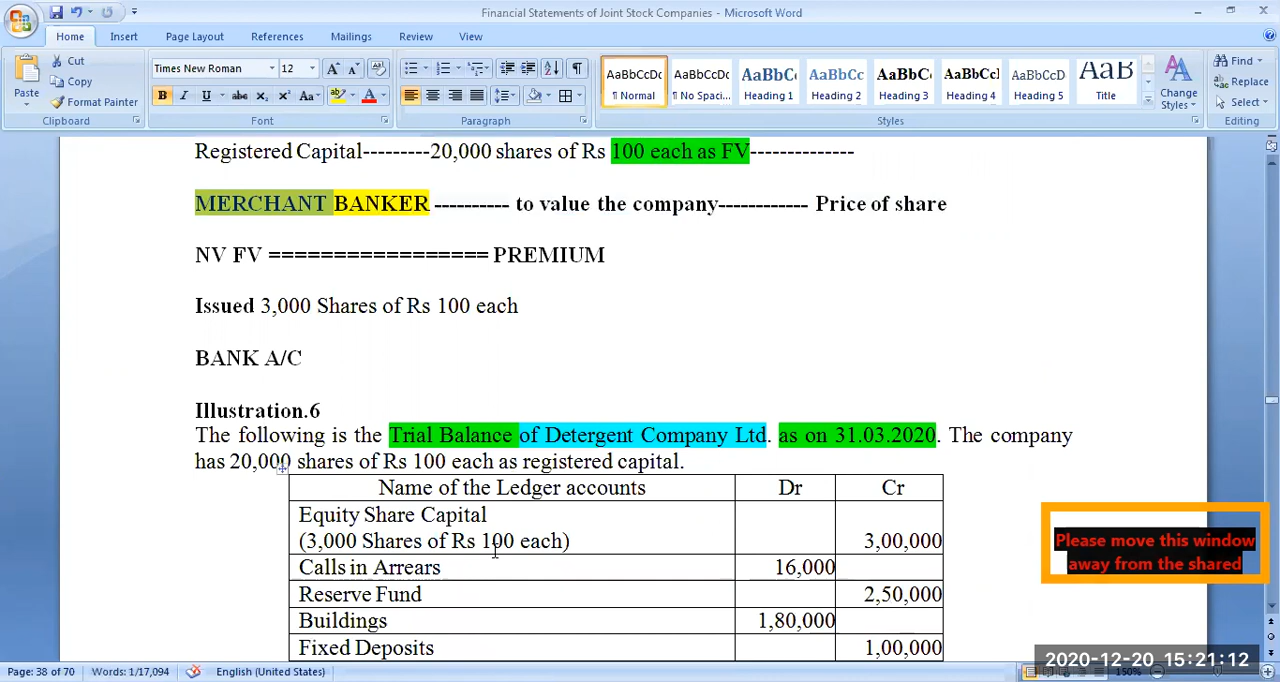 Financial Statements of Joint Stock Companies - Microsoft Word
Home Insert Page Layout References Mailings Review View
Paste
Cut
Copy
Format Painter
Clipboard
Times New Roman 12
Font
Paragraph
AaBbCcDc AaBbCcDc AaBbC AaBbCc AaBbCc AaBbCcI AaBbCcD AaB
¶ Normal ¶ No Spaci... Heading 1 Heading 2 Heading 3 Heading 4 Heading 5 Title
Change
Styles
Styles
Find
Replace
Select
Editing
Registered Capital---------20,000 shares of Rs 100 each as FV--------------
MERCHANT BANKER ---------- to value the company------------ Price of share
NV FV ================= PREMIUM
Issued 3,000 Shares of Rs 100 each
BANK A/C
Illustration.6
The following is the Trial Balance of Detergent Company Ltd. as on 31.03.2020. The company
has 20,000 shares of Rs 100 each as registered capital.
Name of the Ledger accounts Dr Cr
Equity Share Capital
(3,000 Shares of Rs 100 each) 3,00,000
Calls in Arrears 16,000
Reserve Fund 2,50,000
Buildings 1,80,000
Fixed Deposits 1,00,000
Please move this window
away from the shared
2020-12-20 15:21:12
Page: 38 of 70 Words: 1/17,094 English (United States) 150%